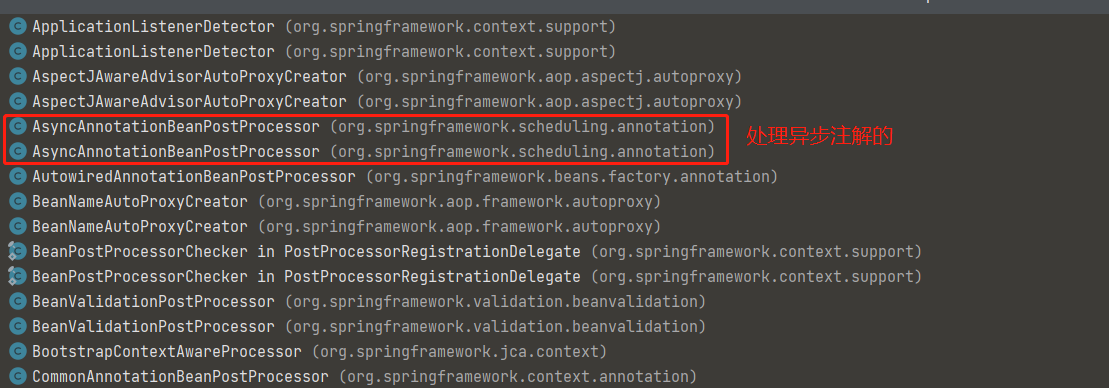 ApplicationListenerDetector (org.springframework.context.support)
ApplicationListenerDetector (org.springframework.context.support)
AspectJAwareAdvisorAutoProxyCreator (org.springframework.aop.aspectj.autoproxy)
AspectJAwareAdvisorAutoProxyCreator (org.springframework.aop.aspectj.autoproxy)
AsyncAnnotationBeanPostProcessor (org.springframework.scheduling.annotation)
处理异步注解的
AsyncAnnotationBeanPostProcessor (org.springframework.scheduling.annotation)
AutowiredAnnotationBeanPostProcessor (org.springframework.beans.factory.annotation)
BeanNameAutoProxyCreator (org.springframework.aop.framework.autoproxy)
BeanNameAutoProxyCreator (org.springframework.aop.framework.autoproxy)
BeanPostProcessorChecker in PostProcessorRegistrationDelegate (org.springframework.context.support)
BeanPostProcessorChecker in PostProcessorRegistrationDelegate (org.springframework.context.support)
BeanValidationPostProcessor (org.springframework.validation.beanvalidation)
BeanValidationPostProcessor (org.springframework.validation.beanvalidation)
BootstrapContextAwareProcessor (org.springframework.jca.context)
CommonAnnotationBeanPostProcessor (org.springframework.context.annotation)